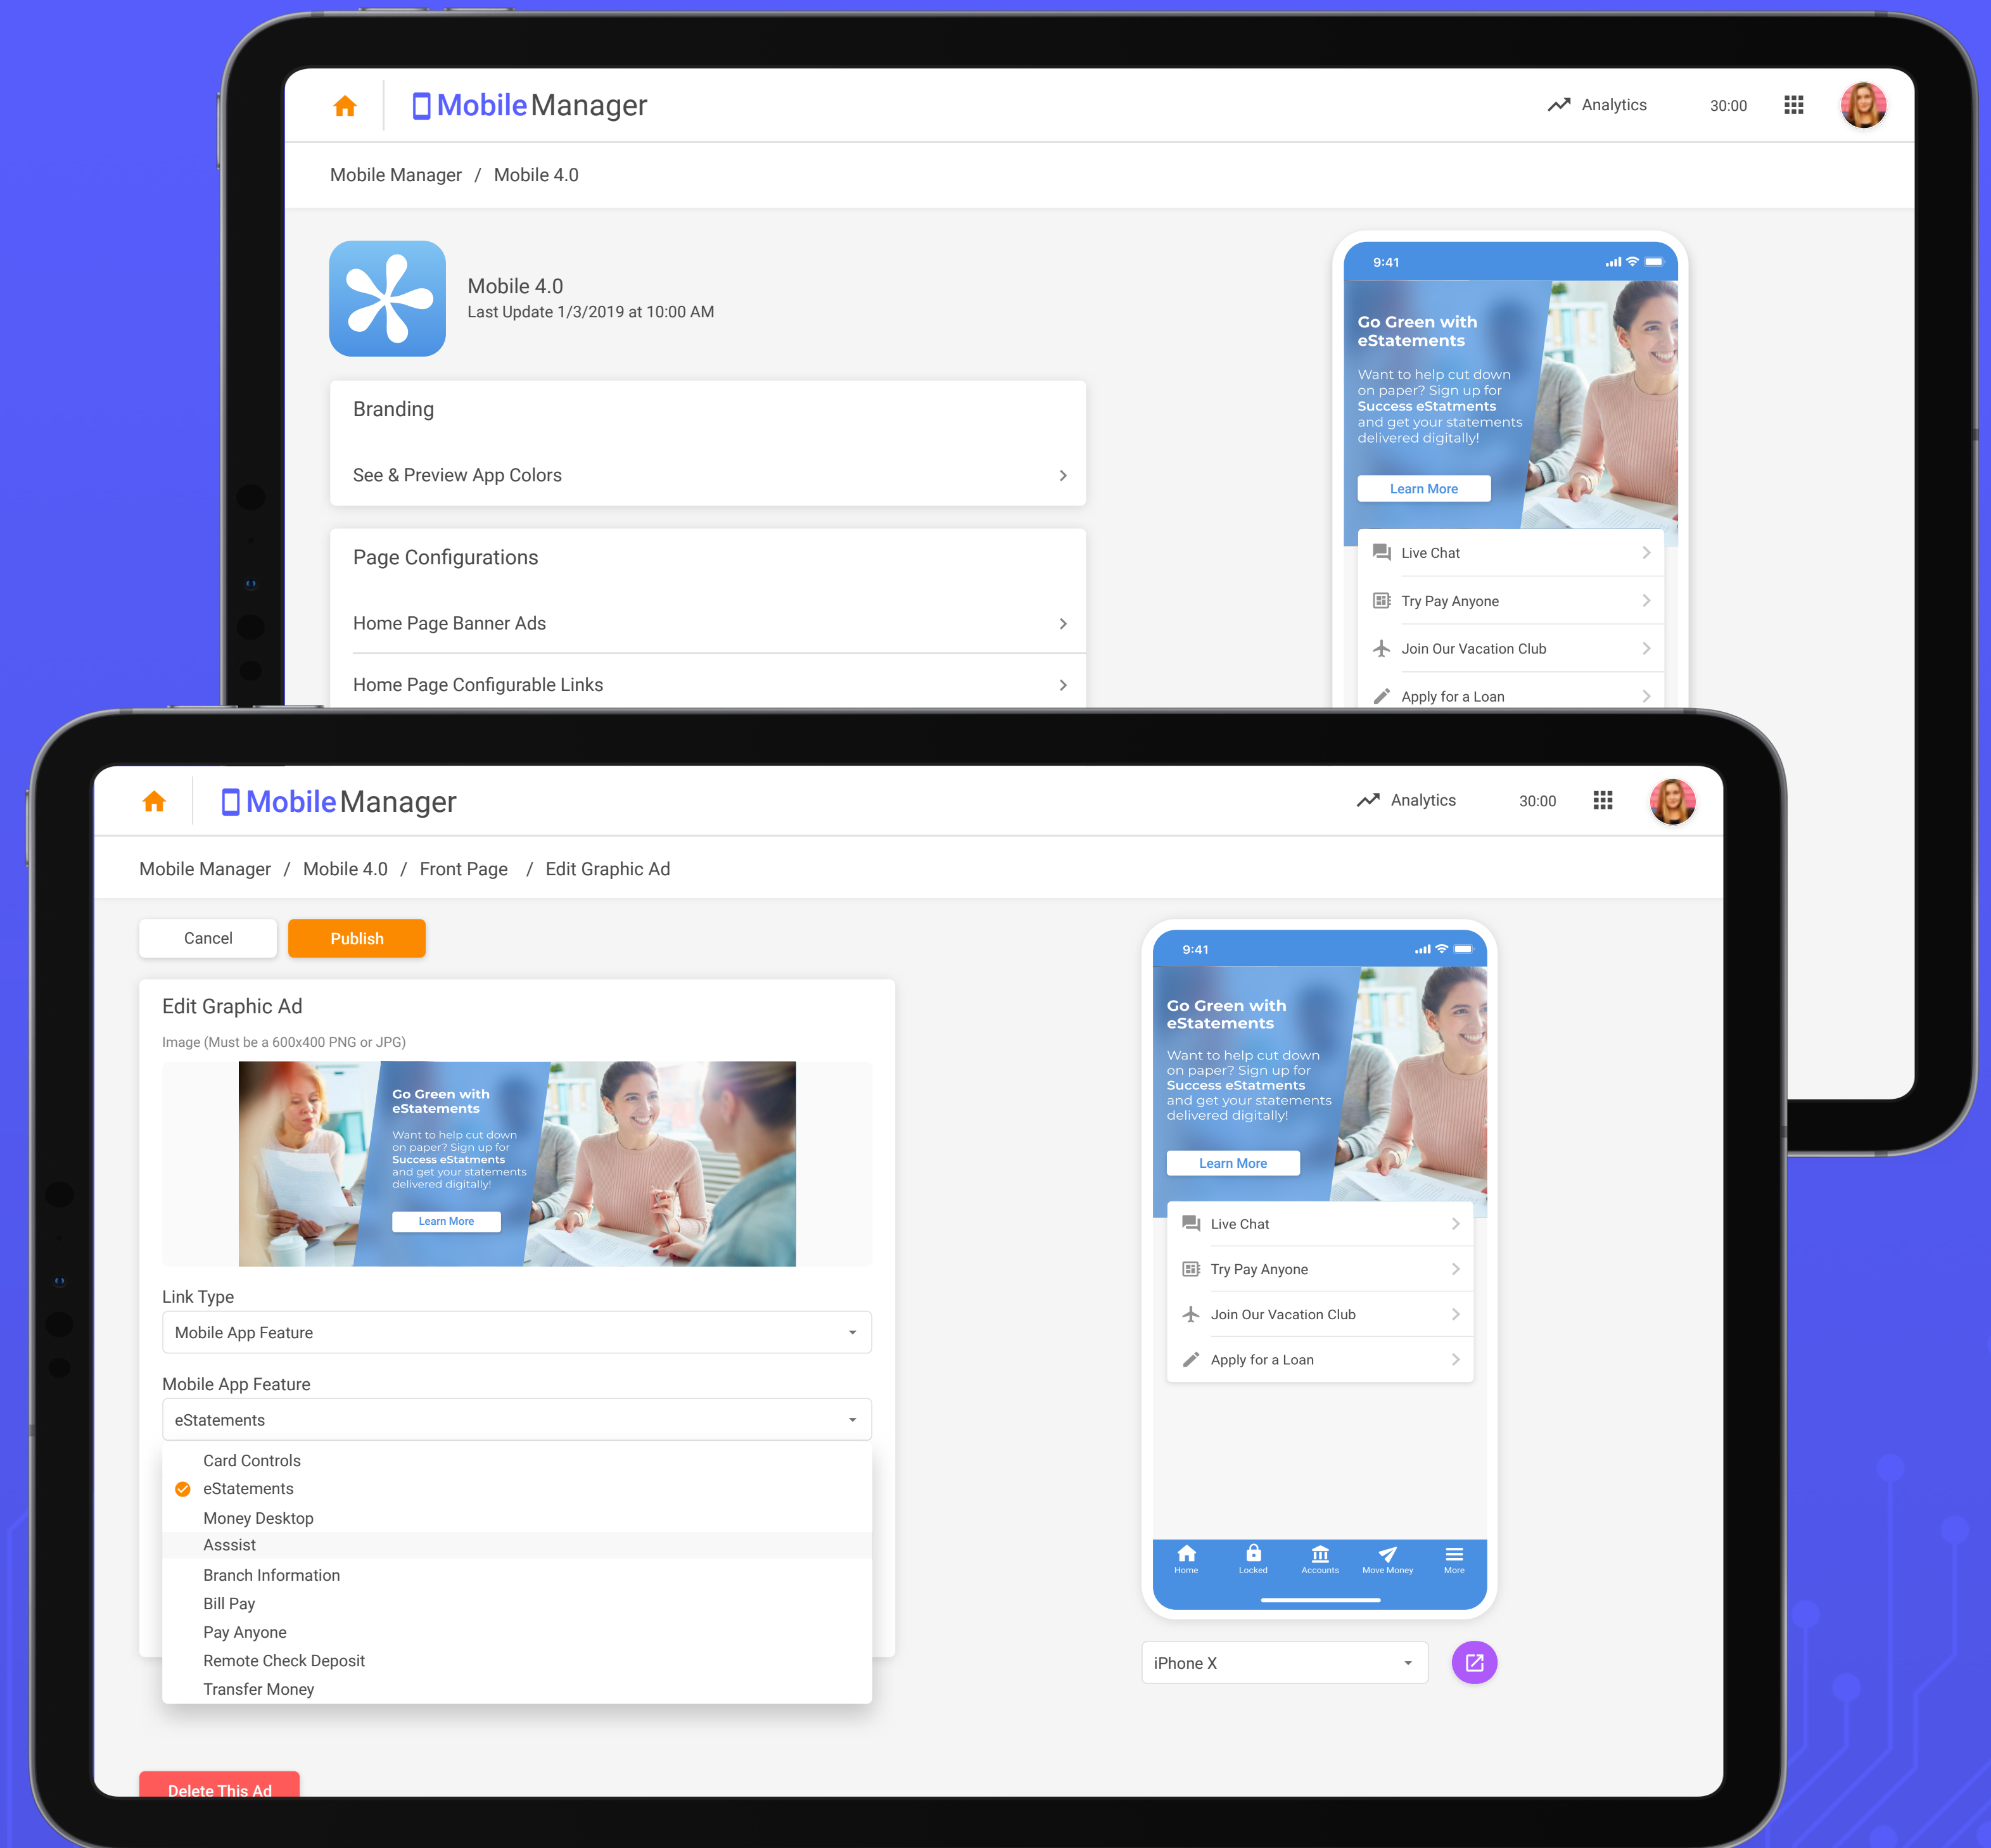 MobileManager
Analytics
30:00
Mobile Manager / Mobile 4.0
Mobile 4.0
Last Update 1/3/2019 at 10:00 AM
Branding
See & Preview App Colors
Page Configurations
Home Page Banner Ads
Home Page Configurable Links
9:41
Go Green with
eStatements
Want to help cut down
on paper? Sign up for
Success eStatments
and get your statements
delivered digitally!
Learn More
Live Chat
Try Pay Anyone
Join Our Vacation Club
Apply for a Loan
MobileManager
Analytics
30:00
Mobile Manager / Mobile 4.0 / Front Page / Edit Graphic Ad
Cancel
Publish
Edit Graphic Ad
Image (Must be a 600x400 PNG or JPG)
Go Green with
eStatements
Want to help cut down
on paper? Sign up for
Success eStatments
and get your statements
delivered digitally!
Learn More
Link Type
Mobile App Feature
Mobile App Feature
eStatements
Card Controls
eStatements
Money Desktop
Asssist
Branch Information
Bill Pay
Pay Anyone
Remote Check Deposit
Transfer Money
Delete This Ad
9:41
Go Green with
eStatements
Want to help cut down
on paper? Sign up for
Success eStatments
and get your statements
delivered digitally!
Learn More
Live Chat
Try Pay Anyone
Join Our Vacation Club
Apply for a Loan
Home
Locked
Accounts
Move Money
More
iPhone X